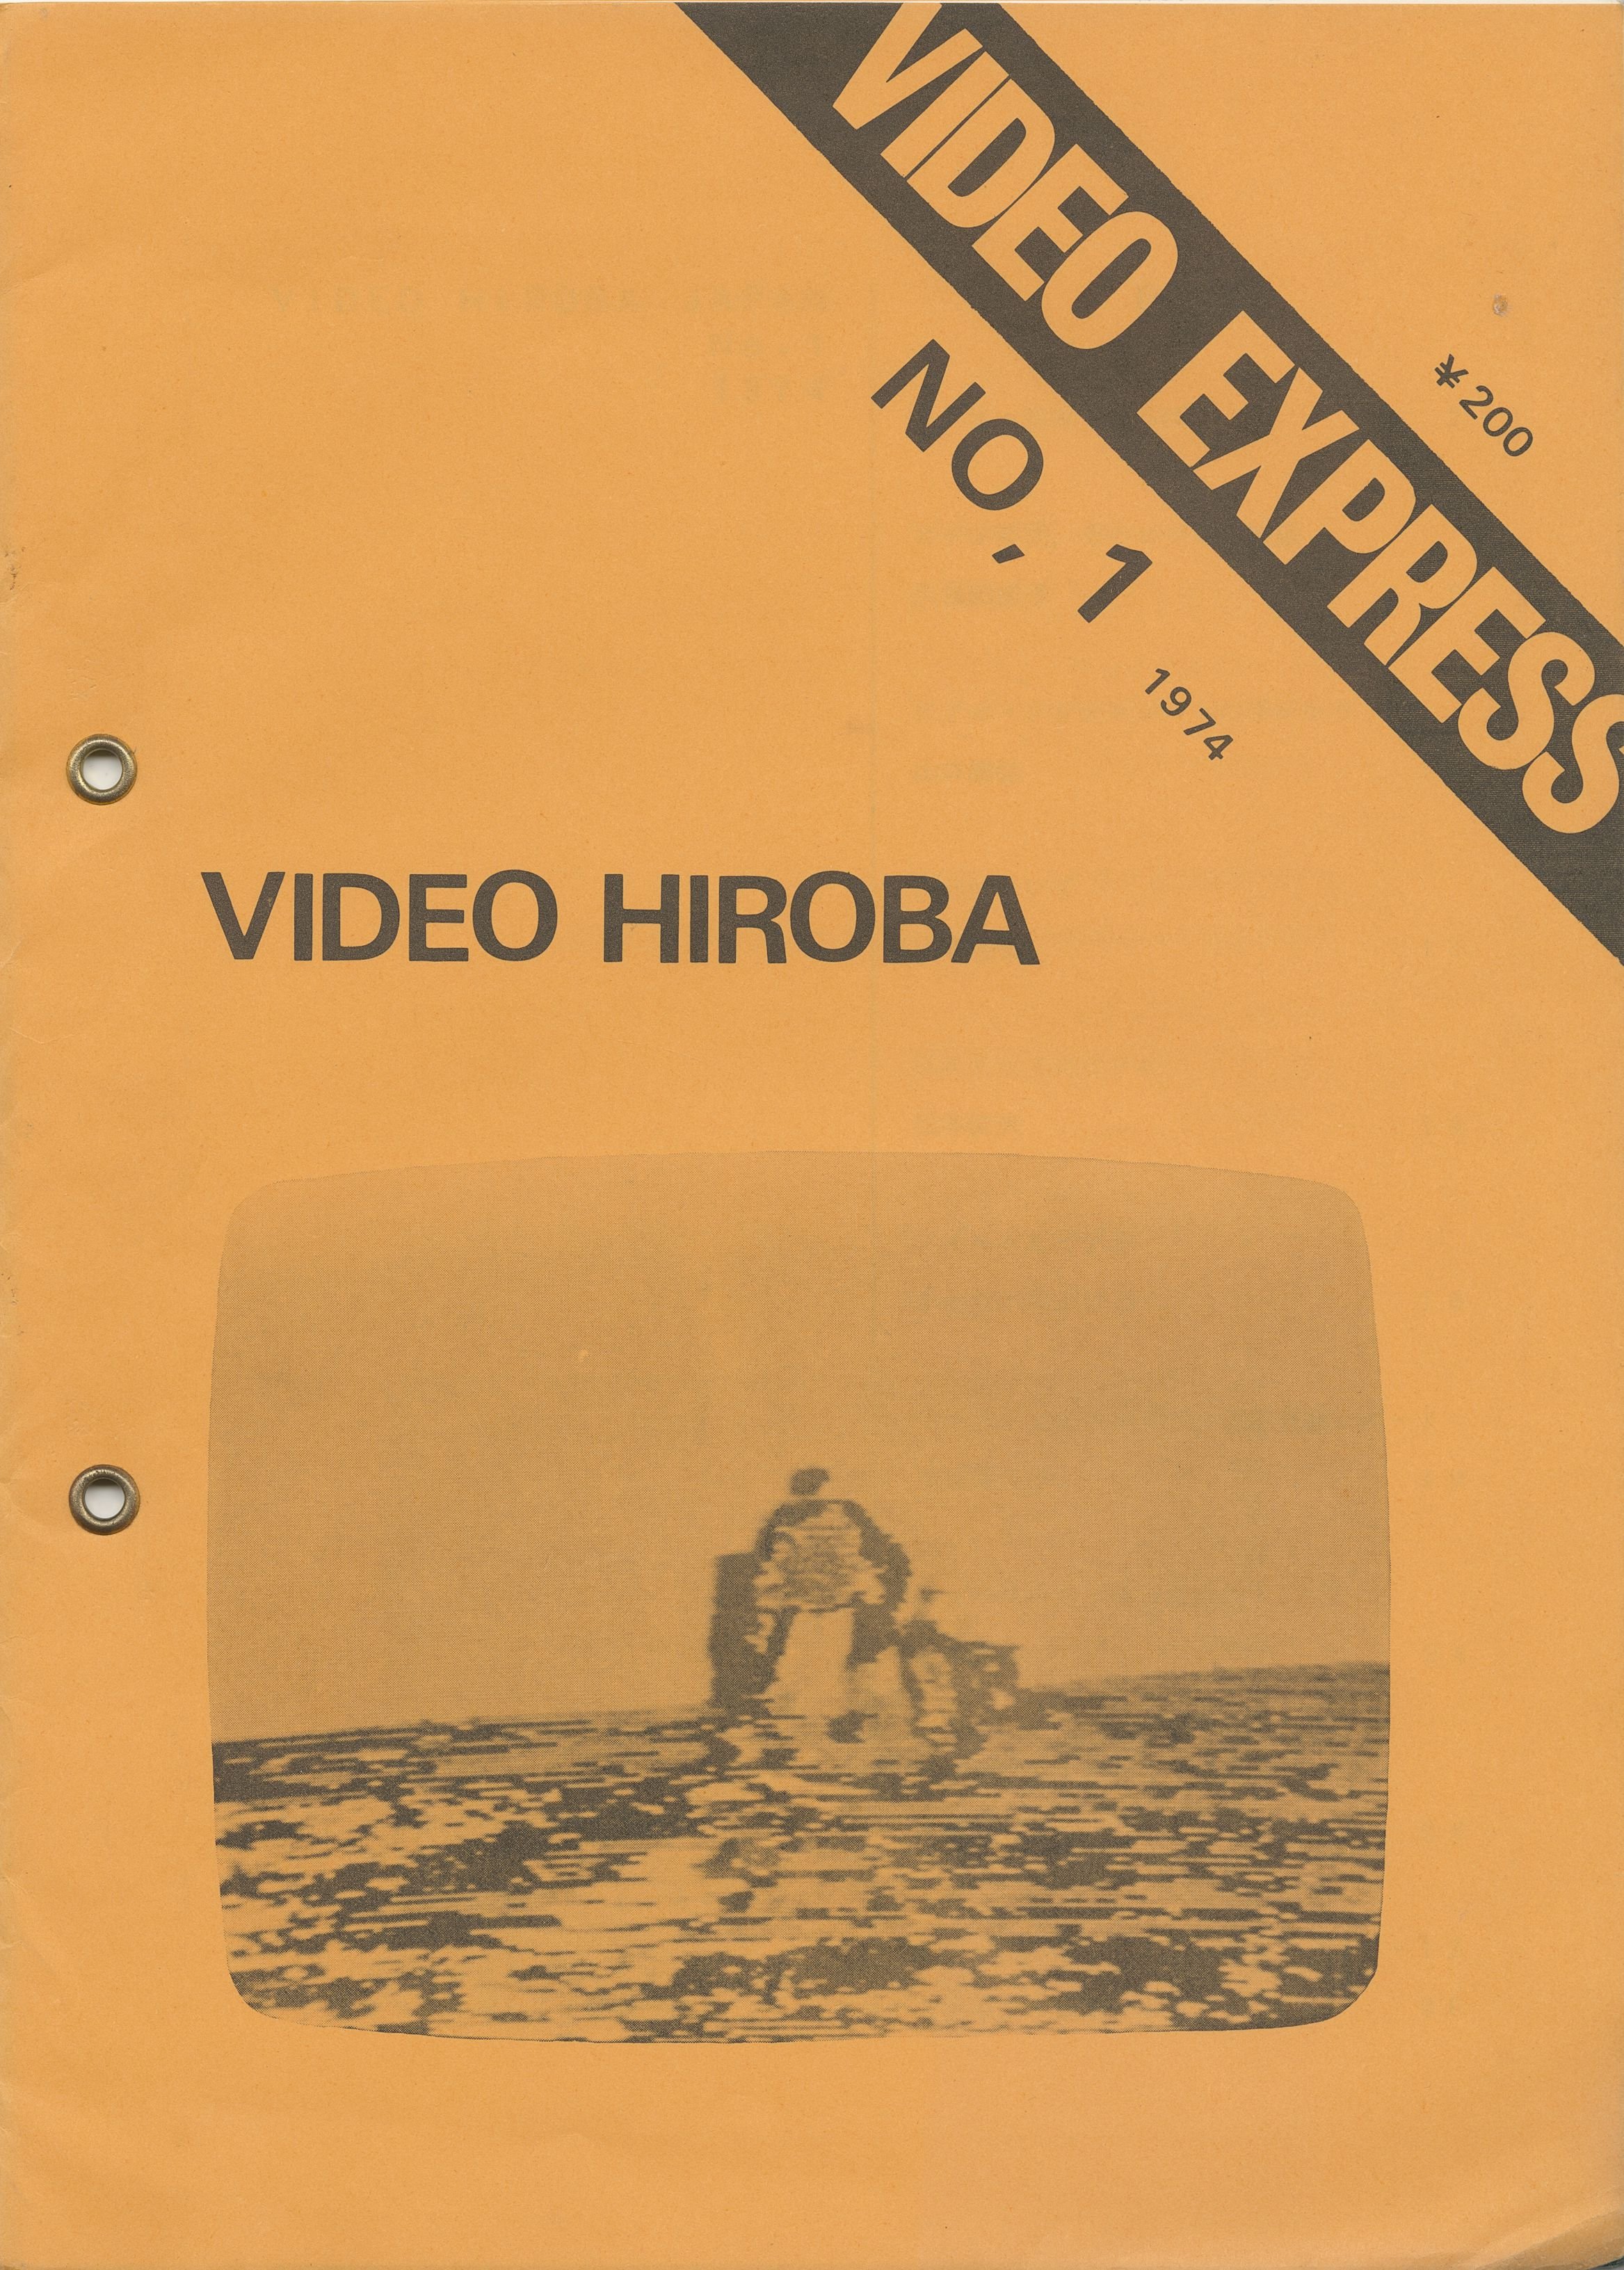 VIDEO EXPRESS
¥200
NO, 1
1974
VIDEO HIROBA